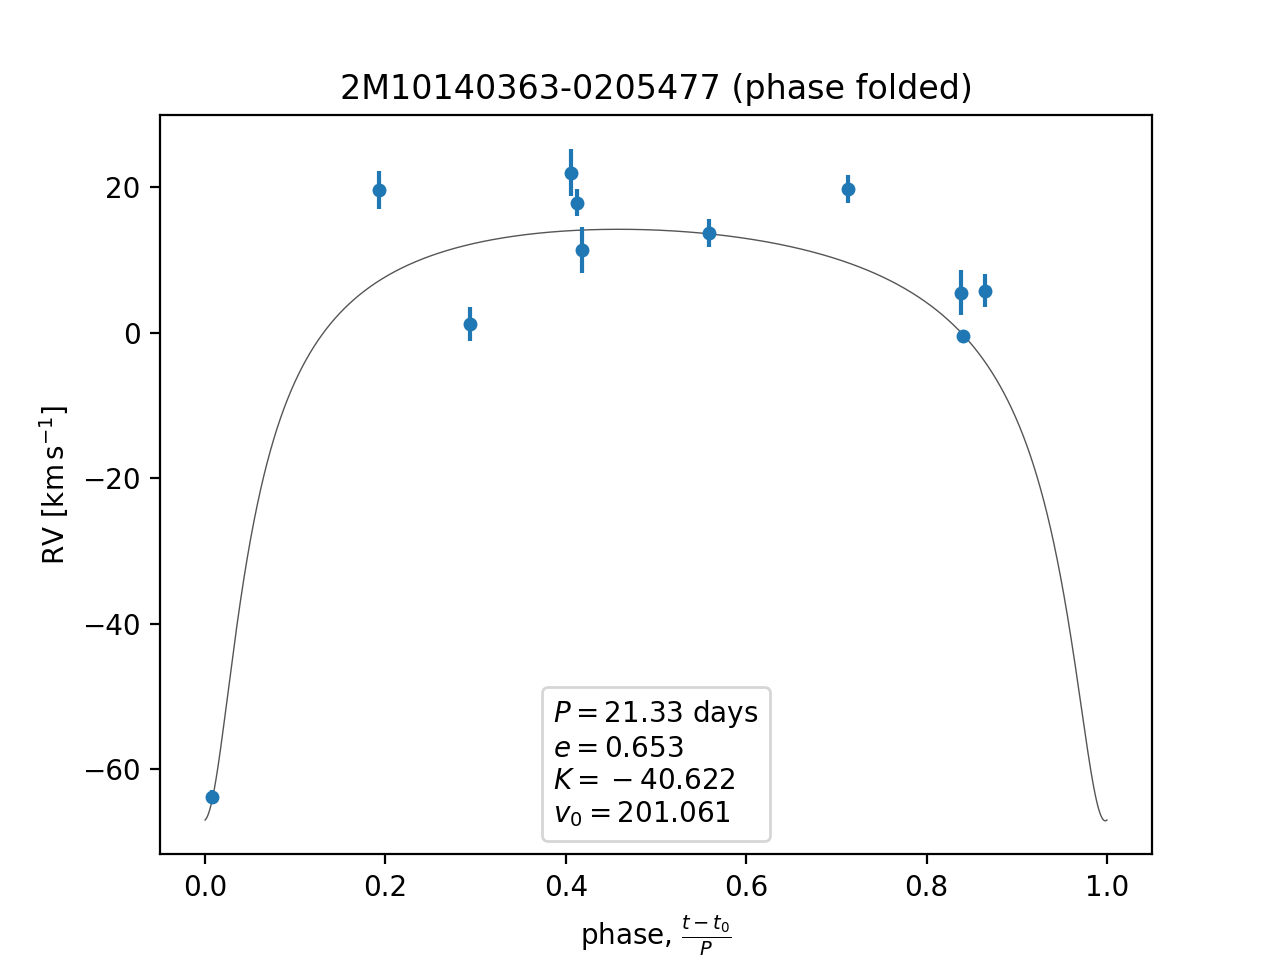 2M10140363-0205477 (phase folded)
20
0
−20
−40
−60
RV [km s⁻¹]
P = 21.33 days
e = 0.653
K = − 40.622
v₀ = 201.061
0.0 0.2 0.4 0.6 0.8 1.0
phase, (t − t₀)/P